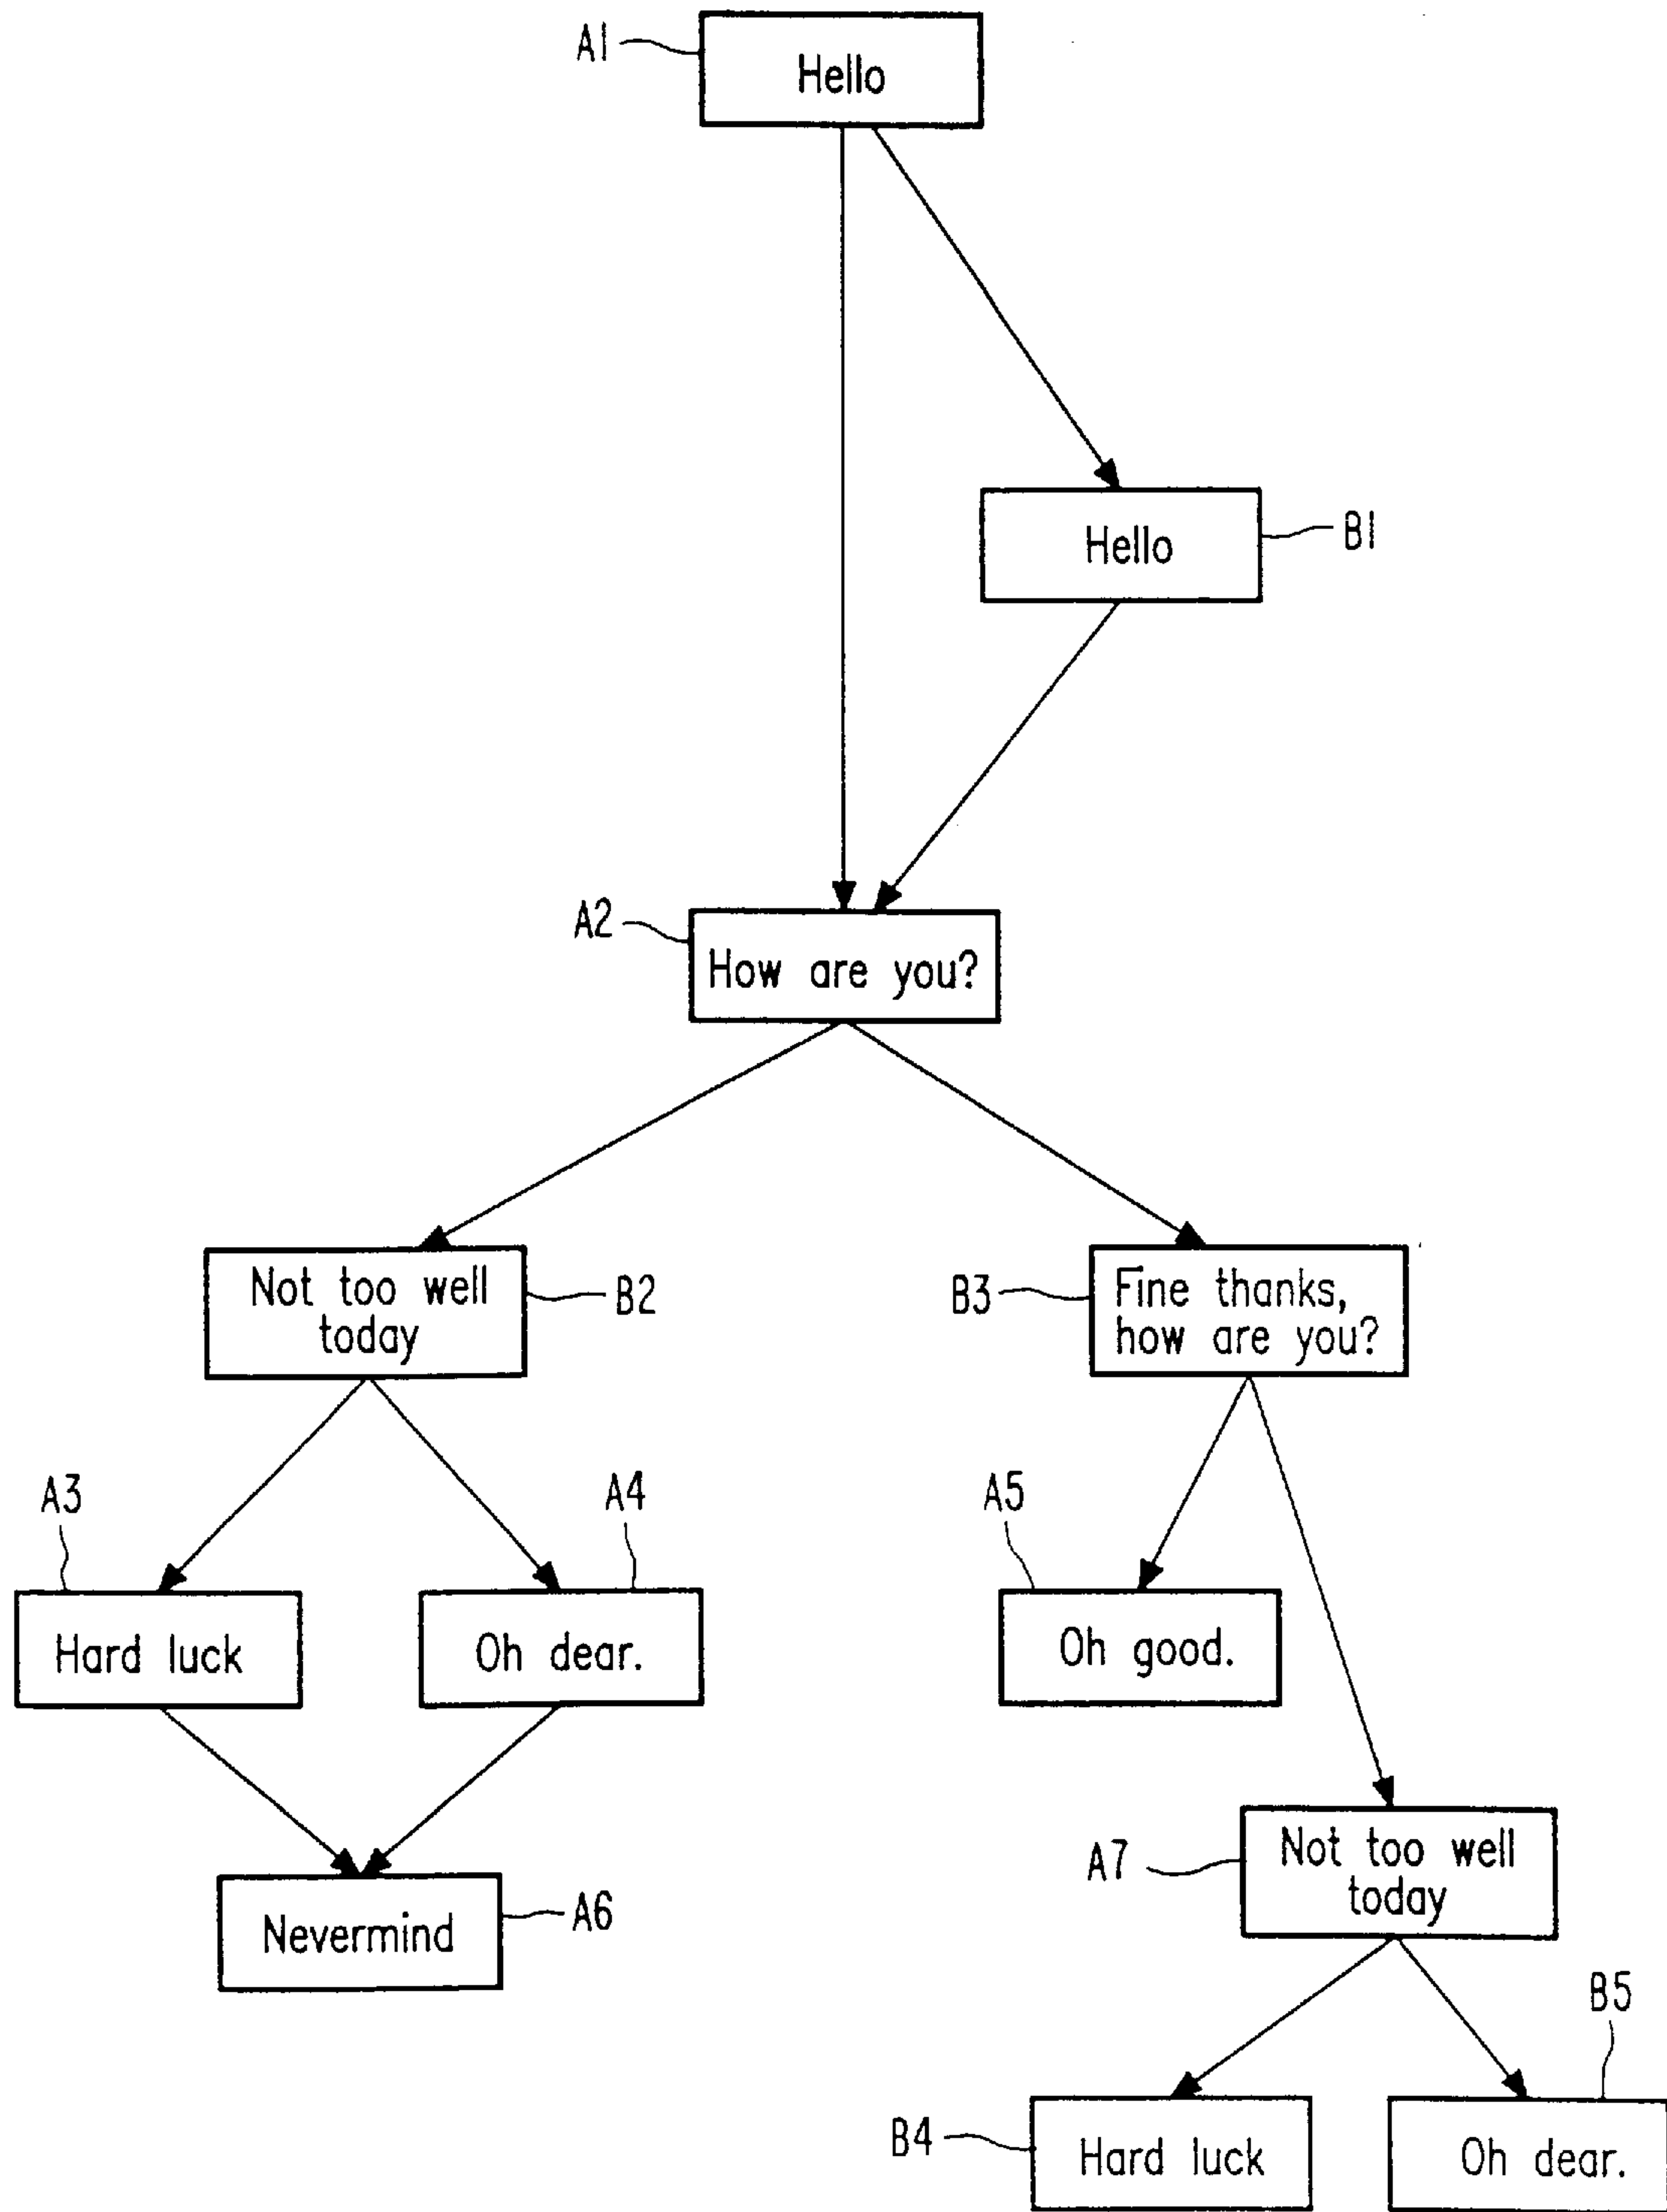 A1
Hello
Hello
B1
A2
How are you?
Not too well
today
B2
B3
Fine thanks,
how are you?
A3
A4
A5
Hard luck
Oh dear.
Oh good.
A7
Not too well
today
Nevermind
A6
B5
B4
Hard luck
Oh dear.